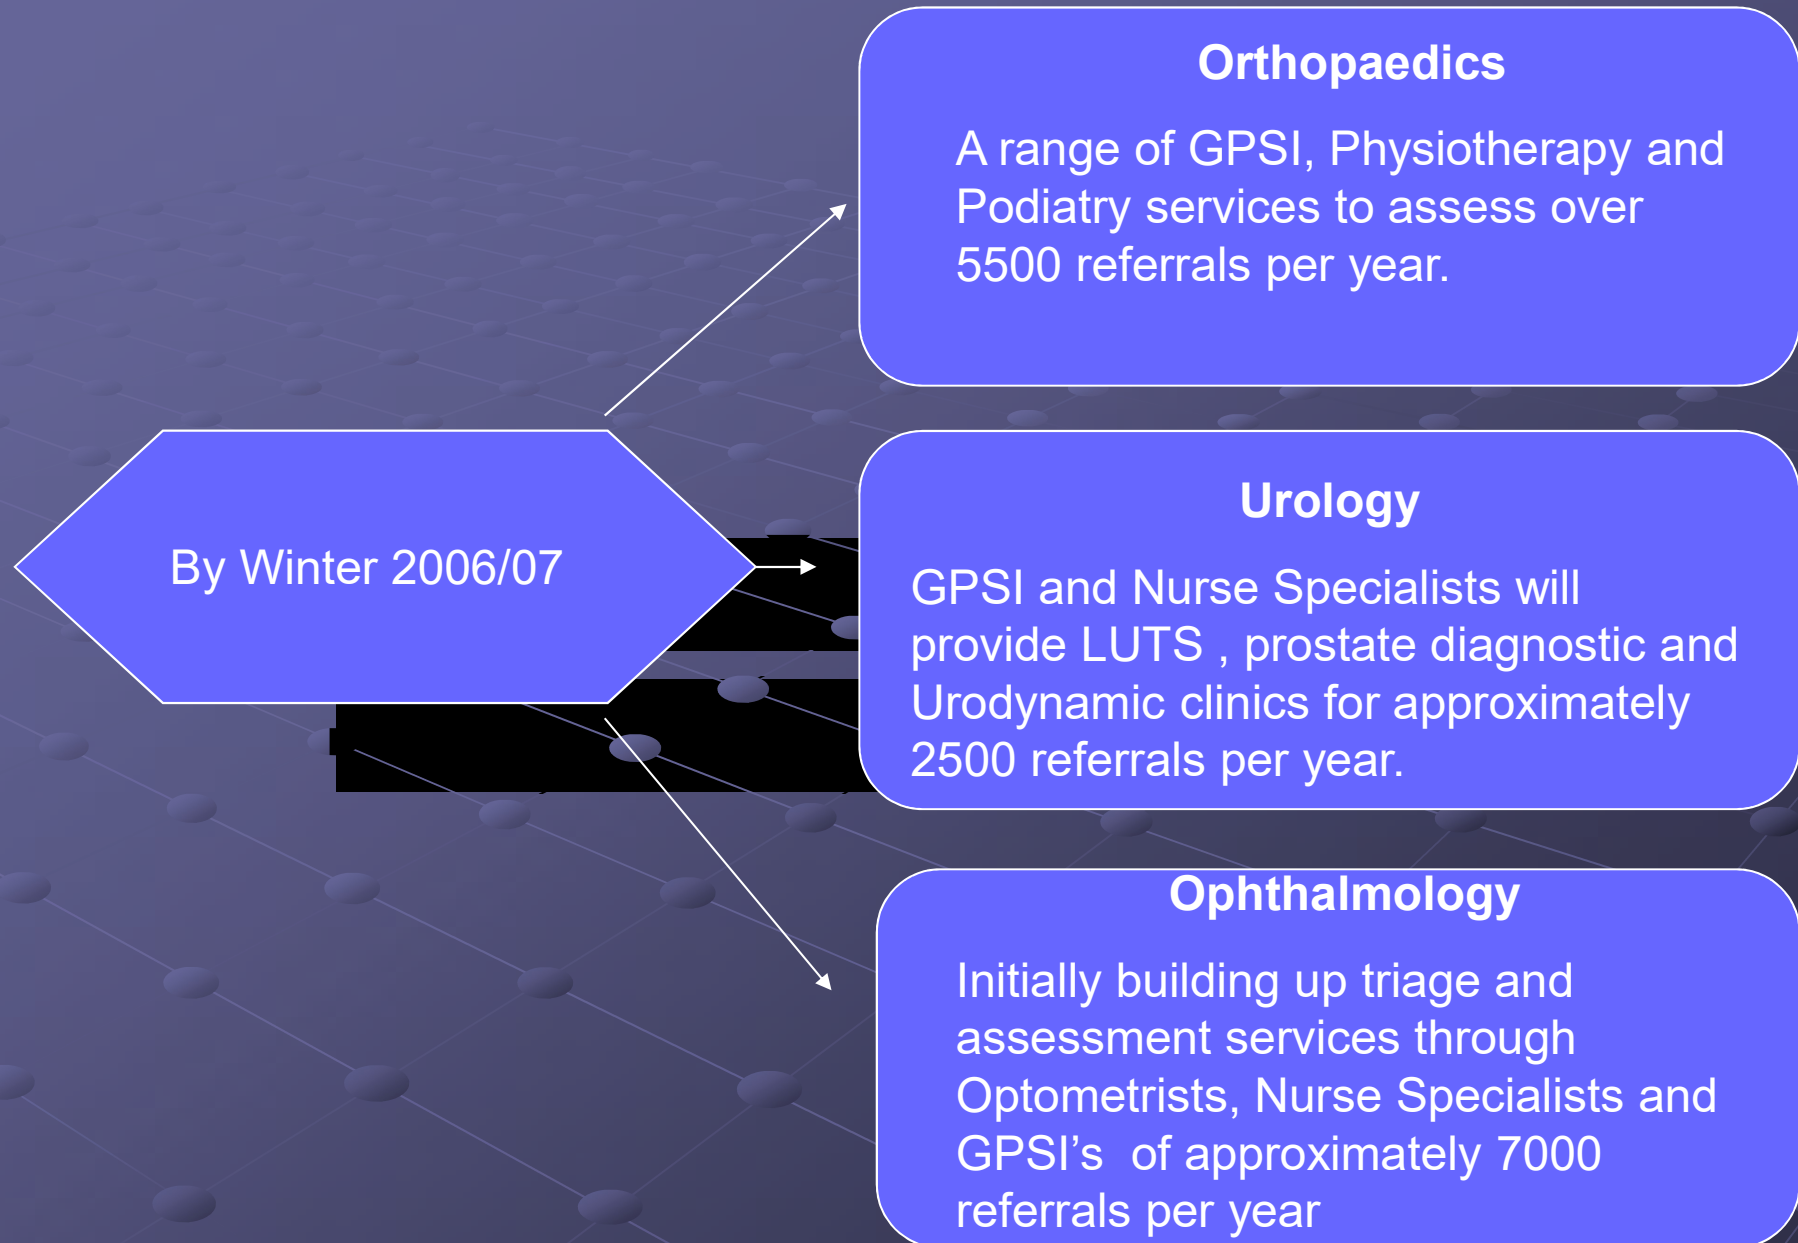 Orthopaedics
A range of GPSI, Physiotherapy and
Podiatry services to assess over
5500 referrals per year.
By Winter 2006/07
Urology
GPSI and Nurse Specialists will
provide LUTS , prostate diagnostic and
Urodynamic clinics for approximately
2500 referrals per year.
Ophthalmology
Initially building up triage and
assessment services through
Optometrists, Nurse Specialists and
GPSI’s  of approximately 7000
referrals per year